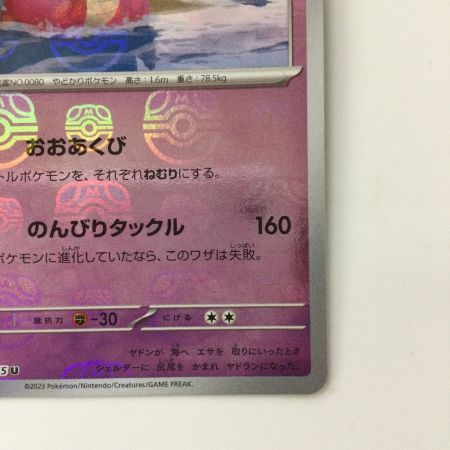 NO.0080 やどかりポケモン 高さ：1.6m 重さ：78.5kg
おおあくび
トルポケモンを、それぞれねむりにする。
のんびりタックル 160
ポケモンに進化していたなら、このワザは失敗。
抵抗力 -30 にげる
ヤドンが 海へ エサを 取りにいったとき
シェルダーに 尻尾を かまれ ヤドランになった。
5 U
©2023 Pokémon/Nintendo/Creatures/GAME FREAK.